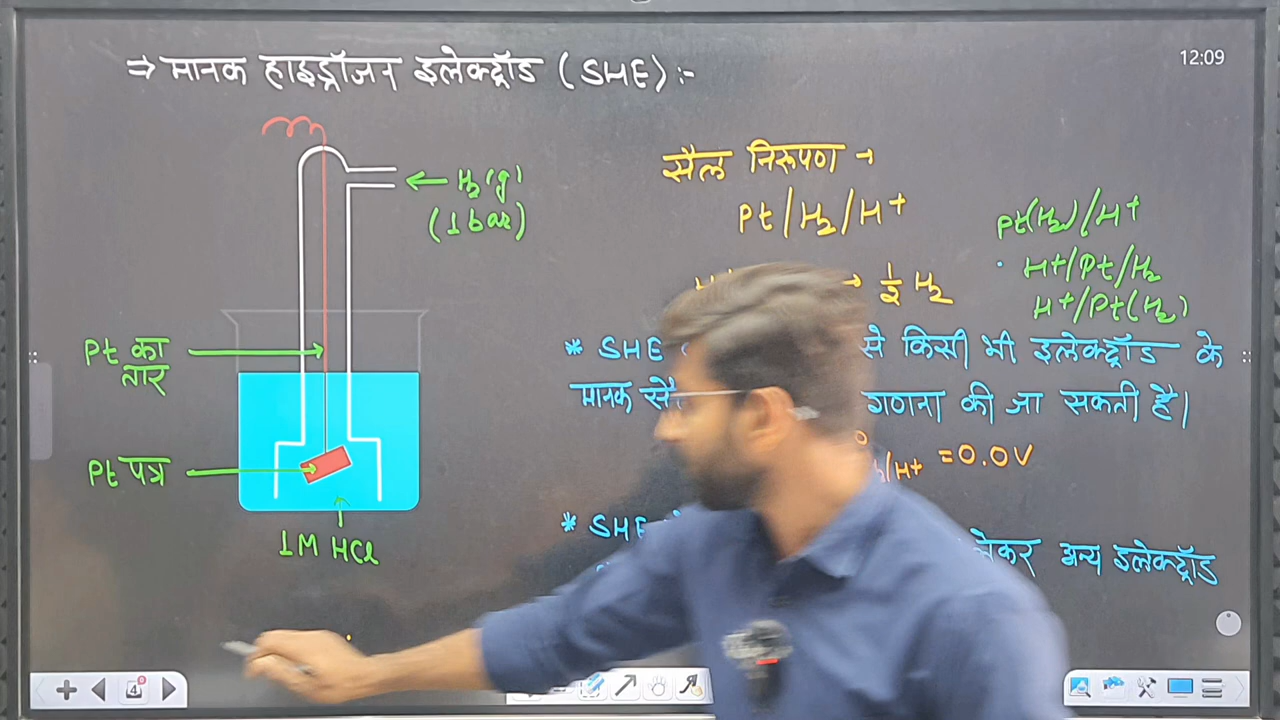 ⇒ मानक हाइड्रॉजन इलेक्ट्रॉड (SHE) :-
12:09
H₂(g)
(1 bar)
Pt का
तार
Pt पत्र
1M HCl
सैल निरूपण →
Pt/H₂/H+
→ ½ H₂
Pt(H₂)/H+
H+/Pt/H₂
H+/Pt(H₂)
* SHE से किसी भी इलेक्ट्रॉड के
मानक गणना की जा सकती है।
/H+ = 0.0V
* SHE लेकर अन्य इलेक्ट्रॉड
4